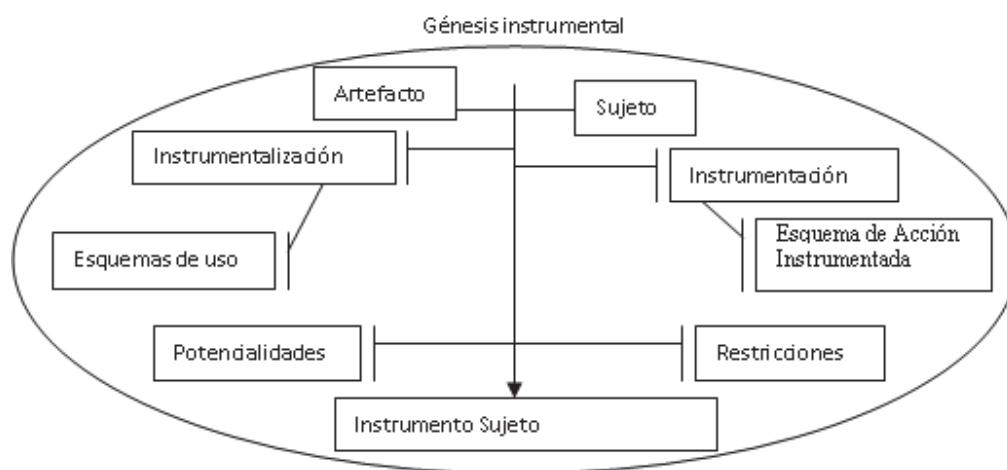 Génesis instrumental
Artefacto
Sujeto
Instrumentalización
Instrumentación
Esquemas de uso
Esquema de Acción
Instrumentada
Potencialidades
Restricciones
Instrumento Sujeto